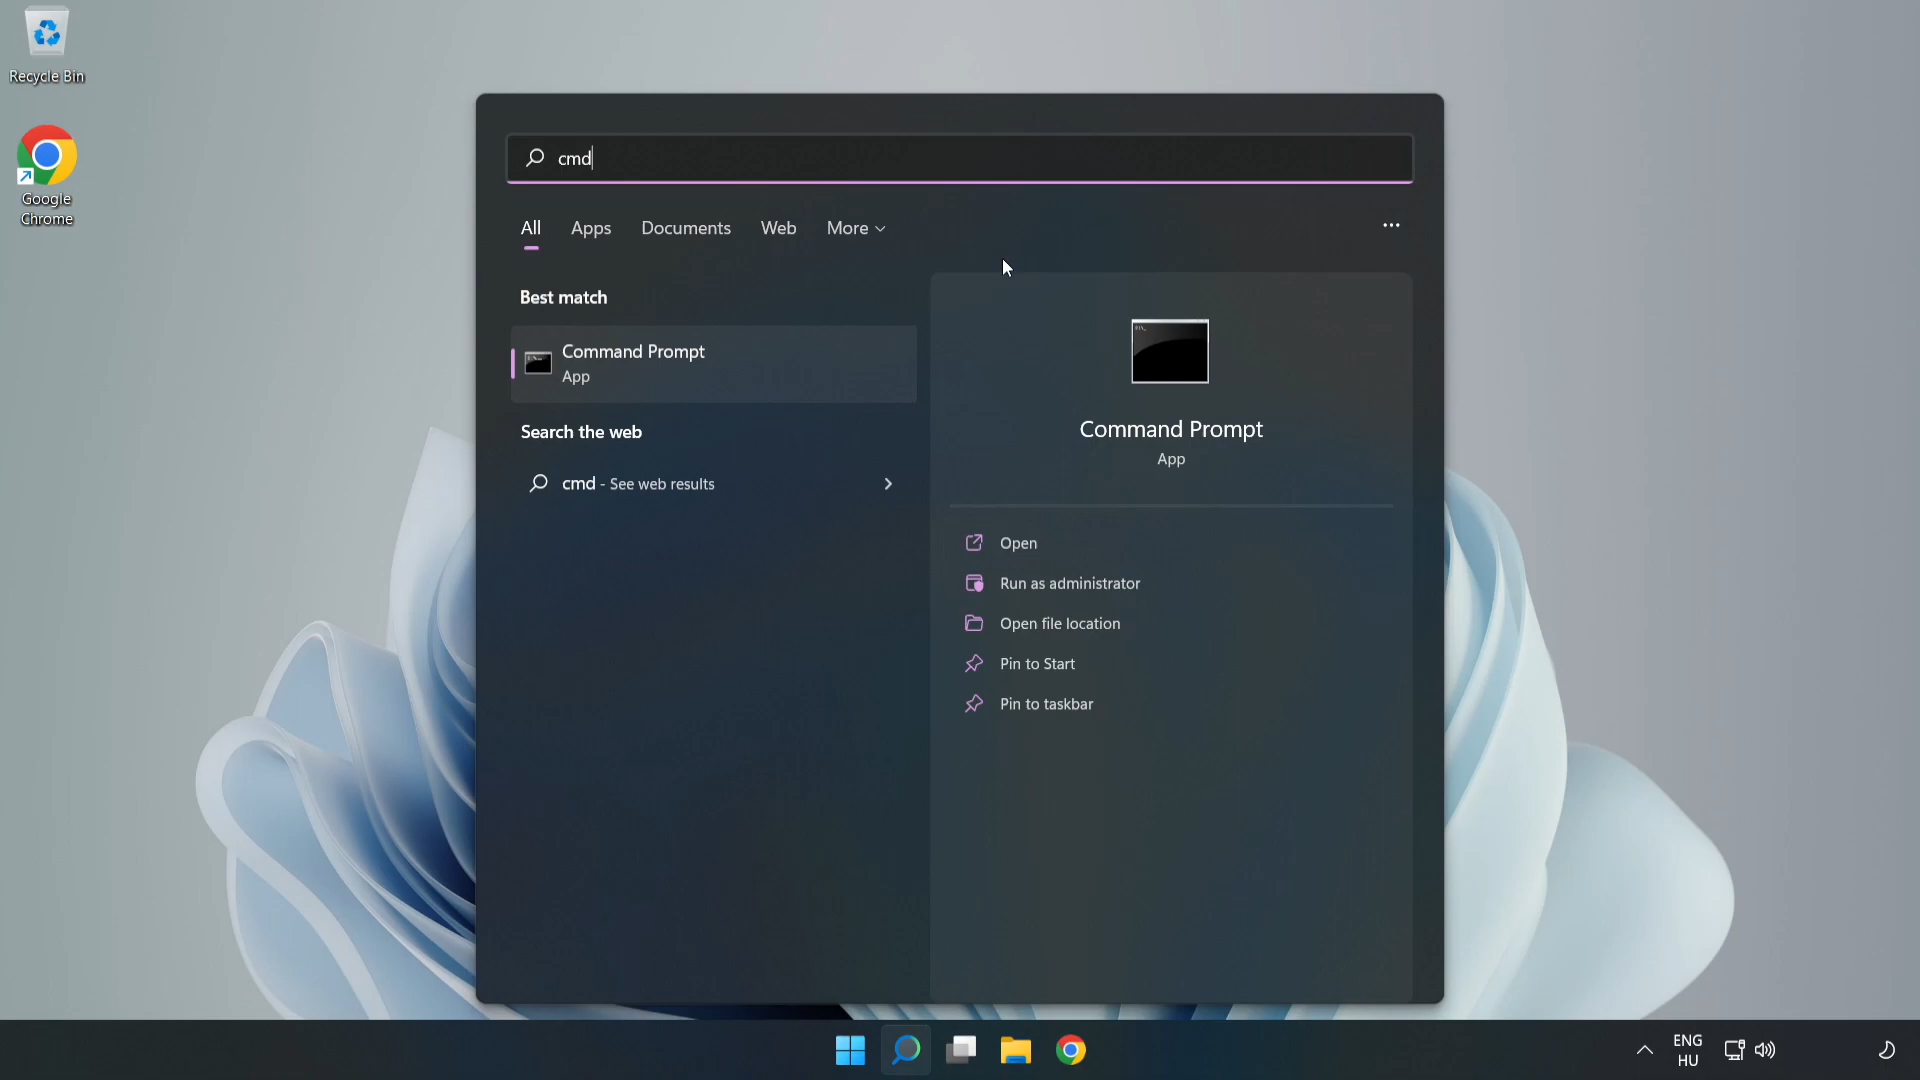 Recycle Bin
Google
Chrome
cmd
All Apps Documents Web More
Best match
Command Prompt
App
Search the web
cmd - See web results
Command Prompt
App
Open
Run as administrator
Open file location
Pin to Start
Pin to taskbar
ENG
HU